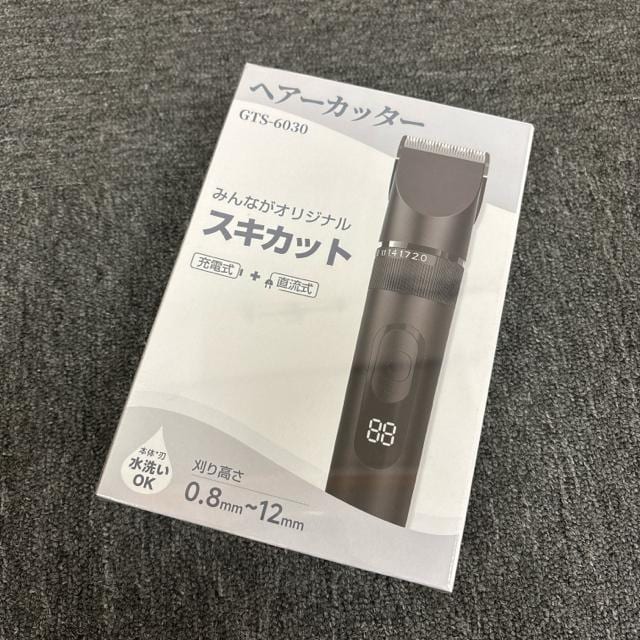 ヘアーカッター
GTS-6030
みんながオリジナル
スキカット
充電式 + 直流式
11141720
88
本体*刃
水洗い
OK
刈り高さ
0.8mm~12mm